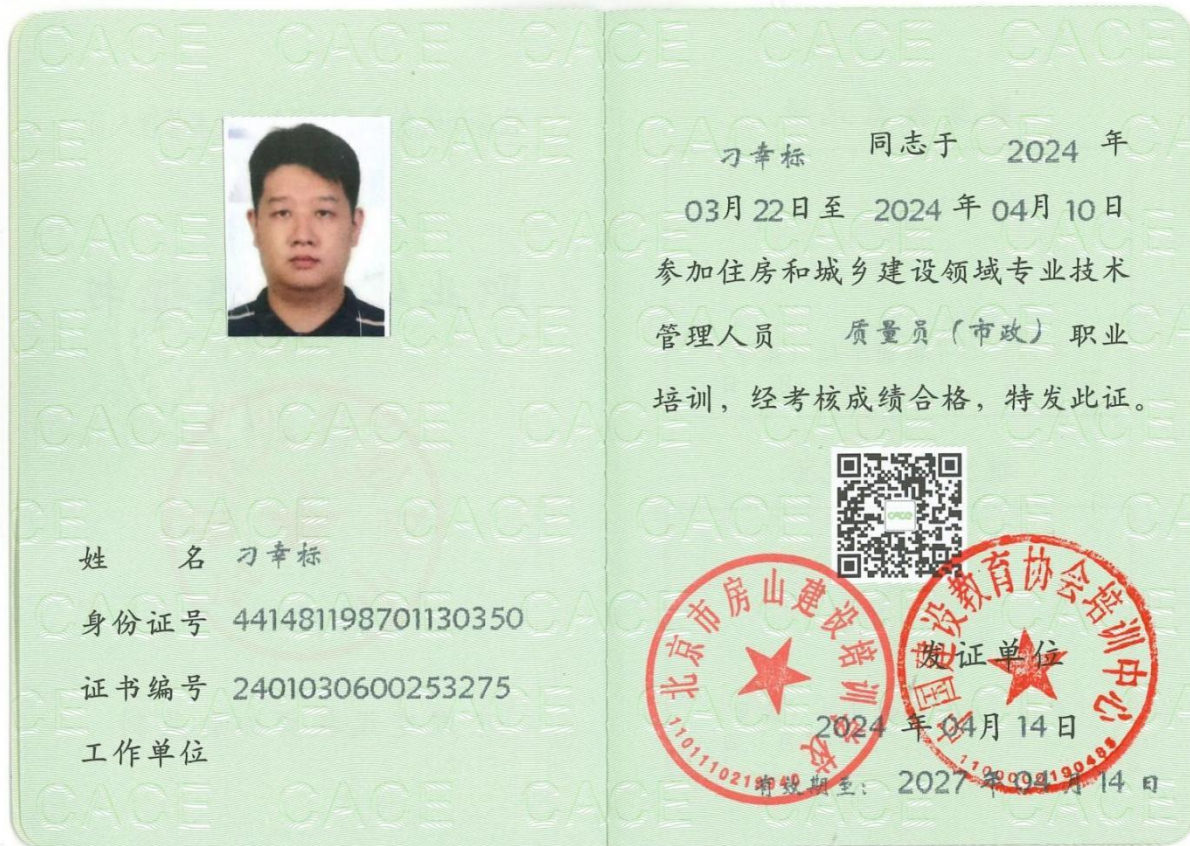 姓 名 刁幸标
身份证号 441481198701130350
证书编号 2401030600253275
工作单位
刁幸标 同志于 2024 年
03月 22日至 2024 年 04月 10日
参加住房和城乡建设领域专业技术
管理人员 质量员（市政）职业
培训，经考核成绩合格，特发此证。
CACE
北京市房山建设培训学校
中国建设教育协会培训中心
1100000190483
发证单位
2024 年 04月 14日
有效期至： 2027 年 04 月 14 日